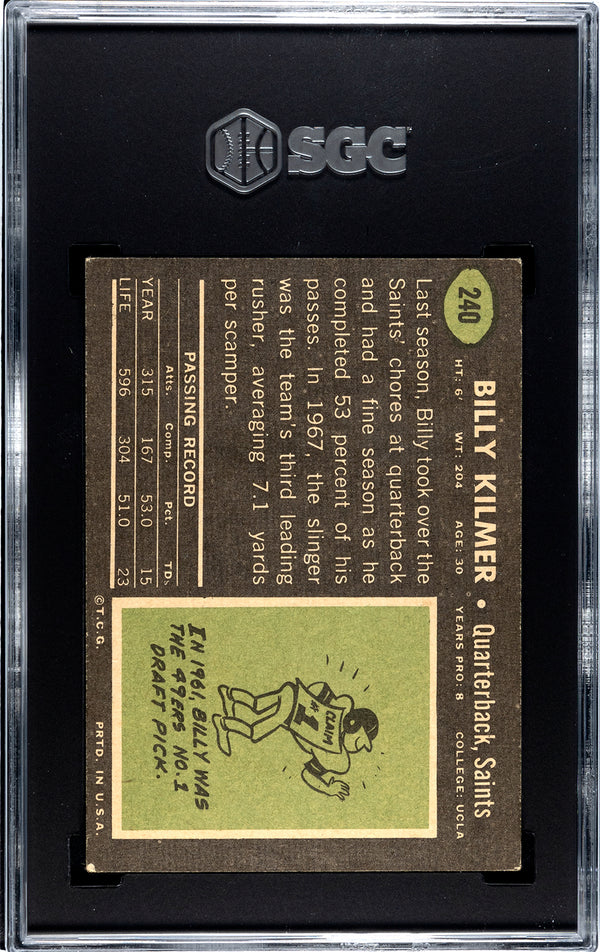 SGC
240
BILLY KILMER • Quarterback, Saints
HT: 6' WT: 204 AGE: 30 YEARS PRO: 8 COLLEGE: UCLA
Last season, Billy took over the
Saints' chores at quarterback
and had a fine season as he
completed 53 percent of his
passes. In 1967, the slinger
was the team's third leading
rusher, averaging 7.1 yards
per scamper.
PASSING RECORD
Atts. Comp. Pct. TD.
YEAR 315 167 53.0 15
LIFE 596 304 51.0 23
CLAIM
#1
IN 1961, BILLY WAS
THE 49ERS NO. 1
DRAFT PICK.
©T.C.G. PRTD. IN U.S.A.